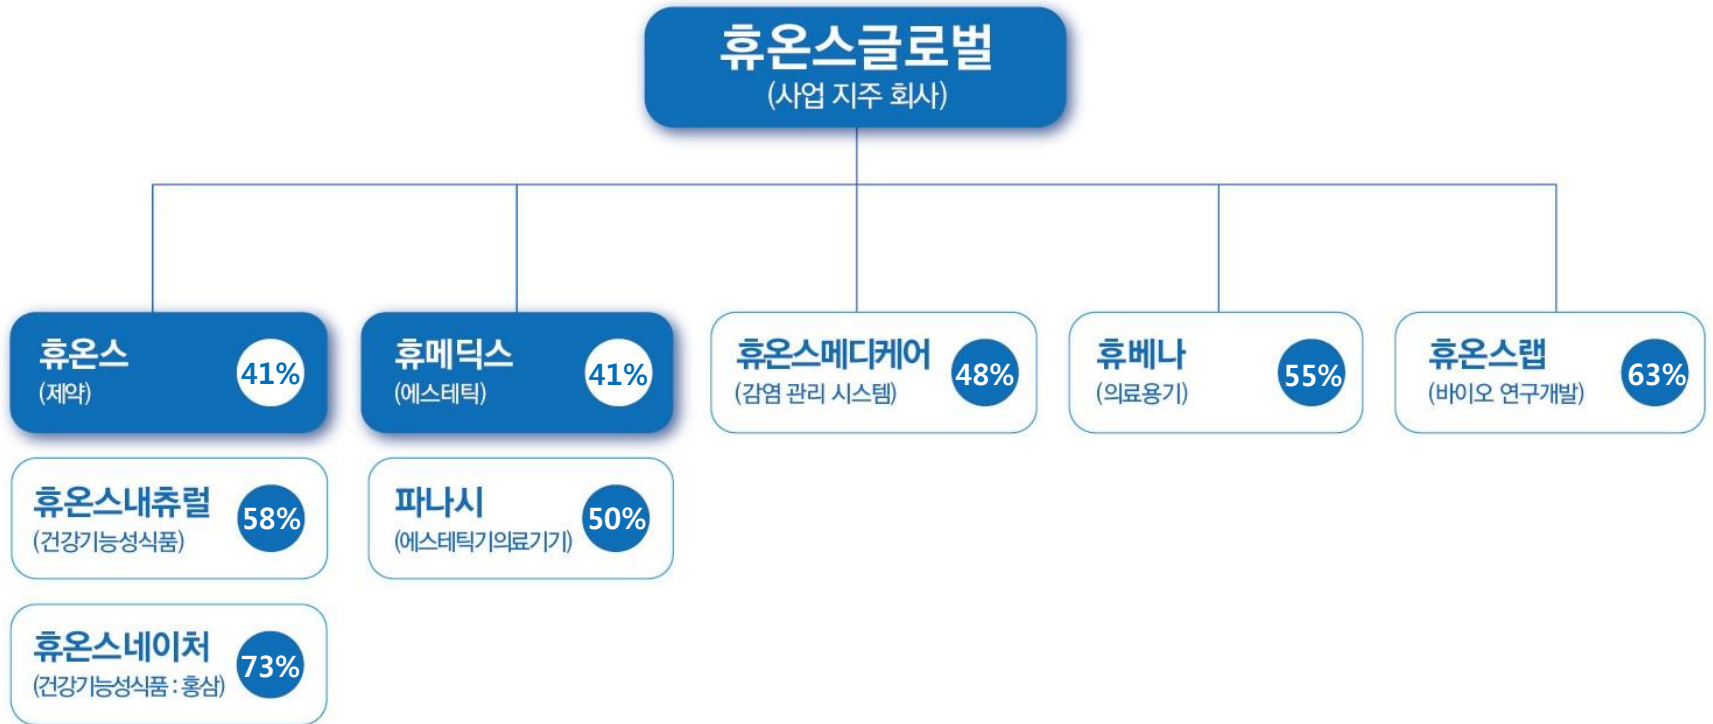 휴온스글로벌
(사업 지주 회사)
휴온스
(제약)
41%
휴메딕스
(에스테틱)
41%
휴온스메디케어
(감염 관리 시스템)
48%
휴베나
(의료용기)
55%
휴온스랩
(바이오 연구개발)
63%
휴온스내츄럴
(건강기능성식품)
58%
파나시
(에스테틱기의료기기)
50%
휴온스네이처
(건강기능성식품 : 홍삼)
73%